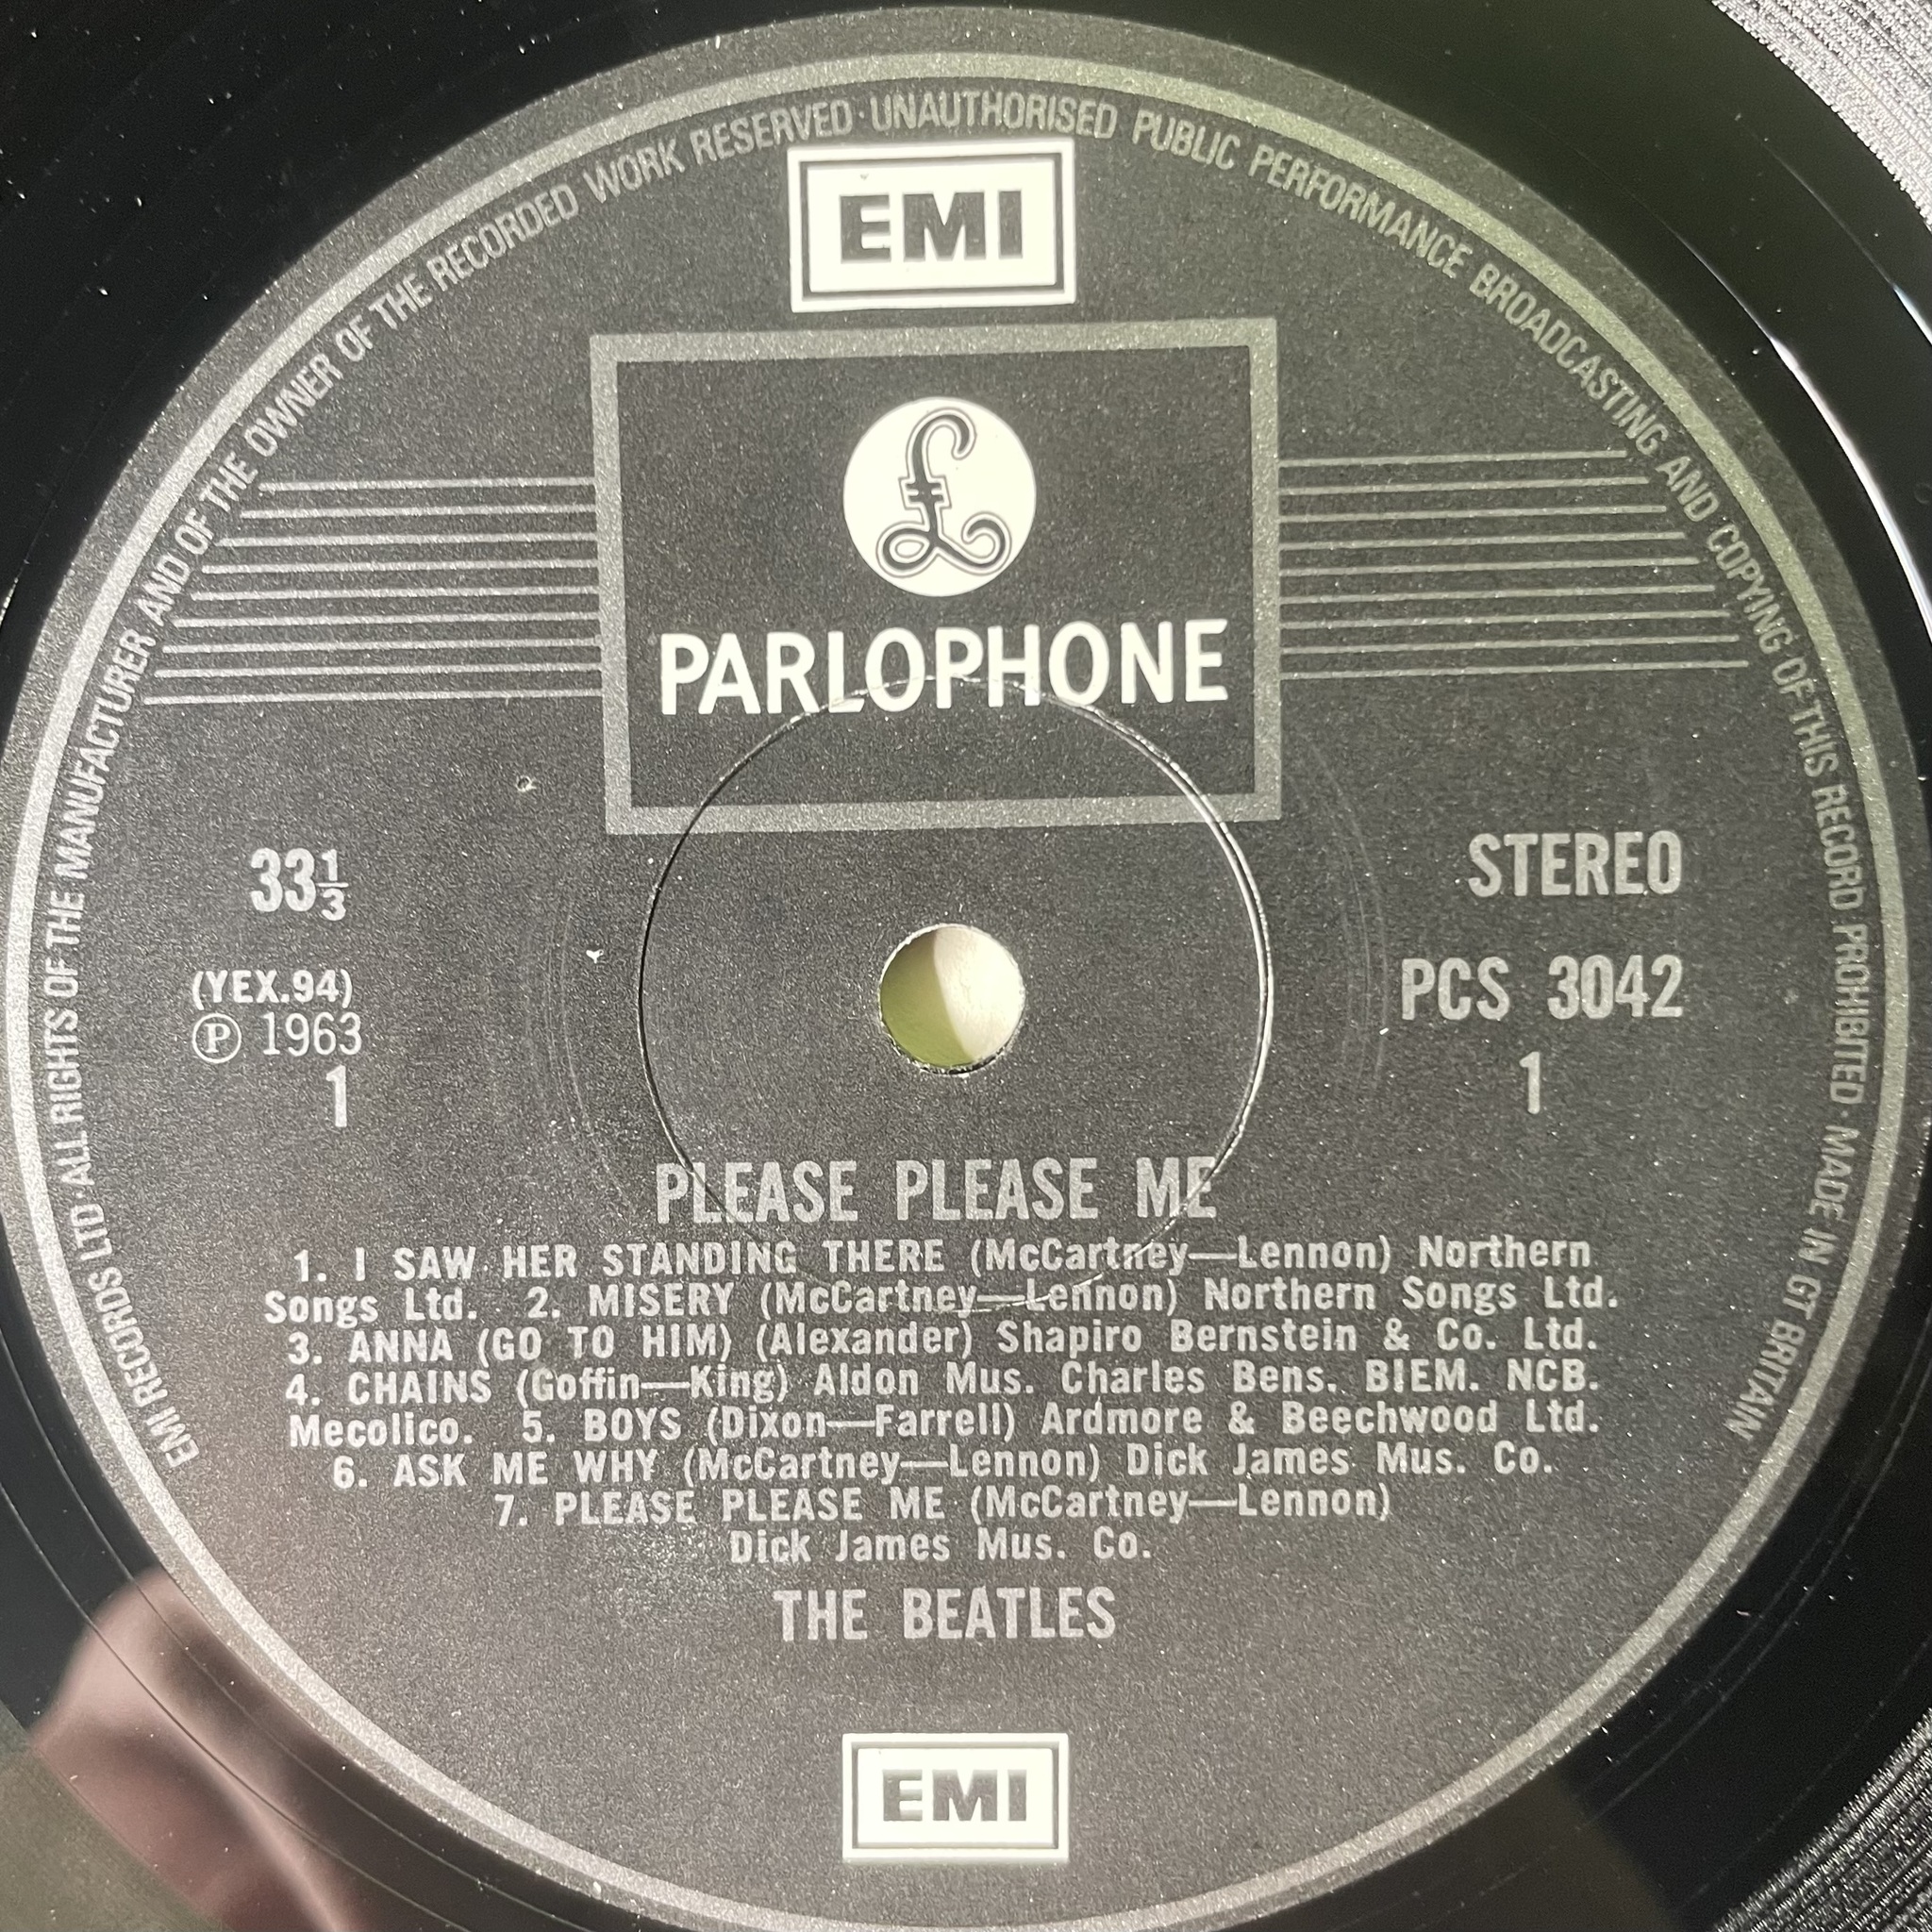 EMI RECORDS LTD·ALL RIGHTS OF THE MANUFACTURER AND OF THE OWNER OF THE RECORDED WORK RESERVED·UNAUTHORISED PUBLIC PERFORMANCE BROADCASTING AND COPYING OF THIS RECORD PROHIBITED·MADE IN GT BRITAIN
EMI
£
PARLOPHONE
33⅓
STEREO
(YEX.94)
PCS 3042
Ⓟ 1963
1
1
PLEASE PLEASE ME
1. I SAW HER STANDING THERE (McCartney—Lennon) Northern
Songs Ltd. 2. MISERY (McCartney—Lennon) Northern Songs Ltd.
3. ANNA (GO TO HIM) (Alexander) Shapiro Bernstein & Co. Ltd.
4. CHAINS (Goffin—King) Aldon Mus. Charles Bens. BIEM. NCB.
Mecolico. 5. BOYS (Dixon—Farrell) Ardmore & Beechwood Ltd.
6. ASK ME WHY (McCartney—Lennon) Dick James Mus. Co.
7. PLEASE PLEASE ME (McCartney—Lennon)
Dick James Mus. Co.
THE BEATLES
EMI